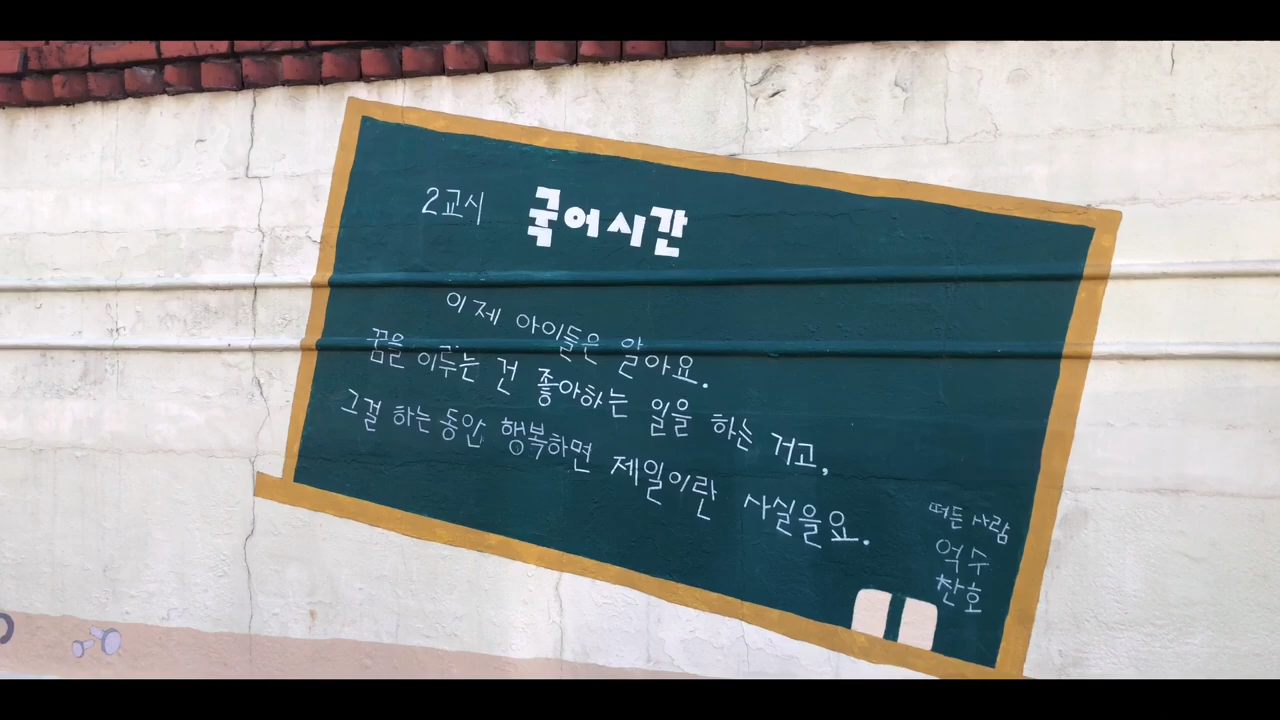 2교시 국어시간
이제 아이들은 알아요.
꿈을 이루는 건 좋아하는 일을 하는 거고,
그걸 하는 동안 행복하면 제일이란 사실을요.
떠든 사람
억수
찬호